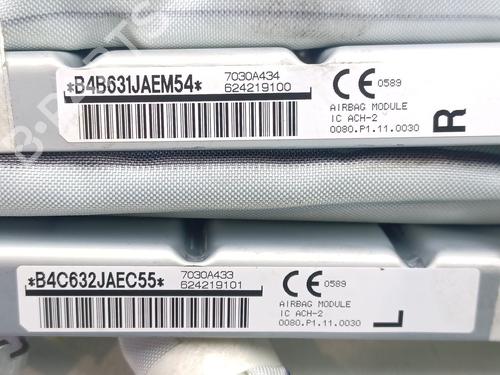 *B4B631JAEM54*
7030A434
624219100
CE 0589
AIRBAG MODULE
IC ACH-2
0080.P1.11.0030
R
*B4C632JAEC55*
7030A433
624219101
CE 0589
AIRBAG MODULE
IC ACH-2
0080.P1.11.0030
L